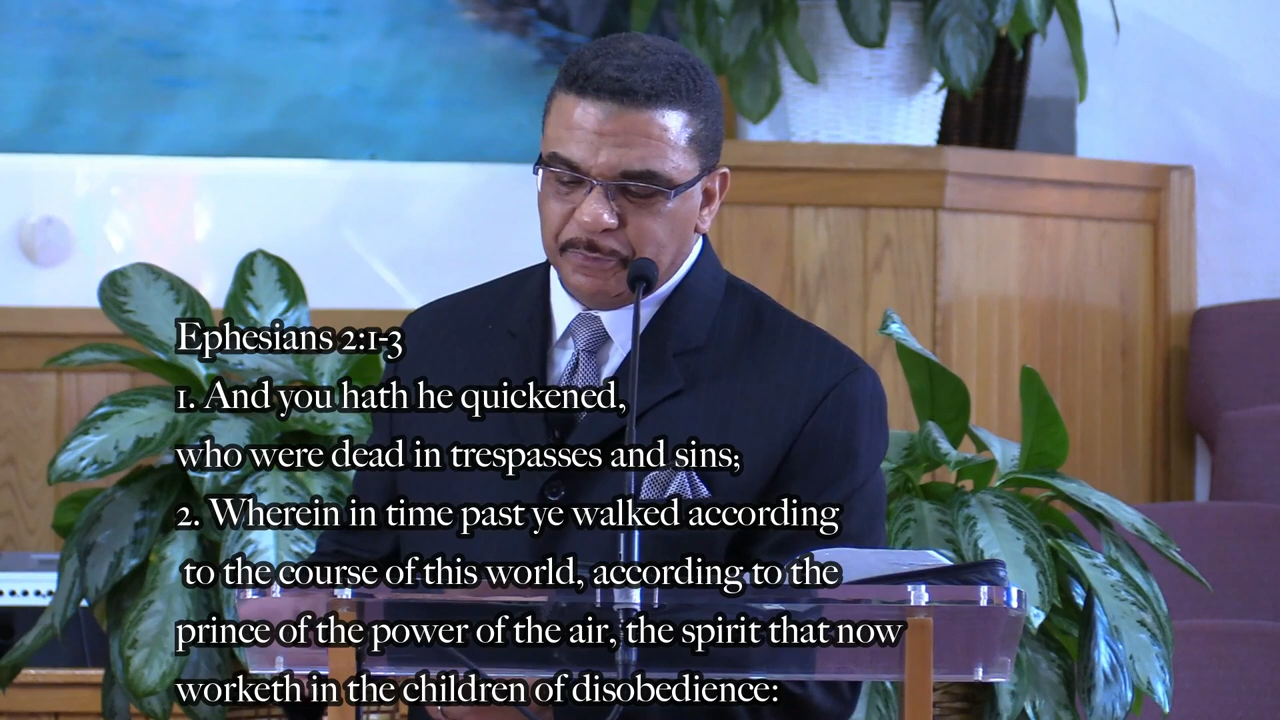 Ephesians 2:1-3
1. And you hath he quickened,
who were dead in trespasses and sins;
2. Wherein in time past ye walked according
to the course of this world, according to the
prince of the power of the air, the spirit that now
worketh in the children of disobedience: